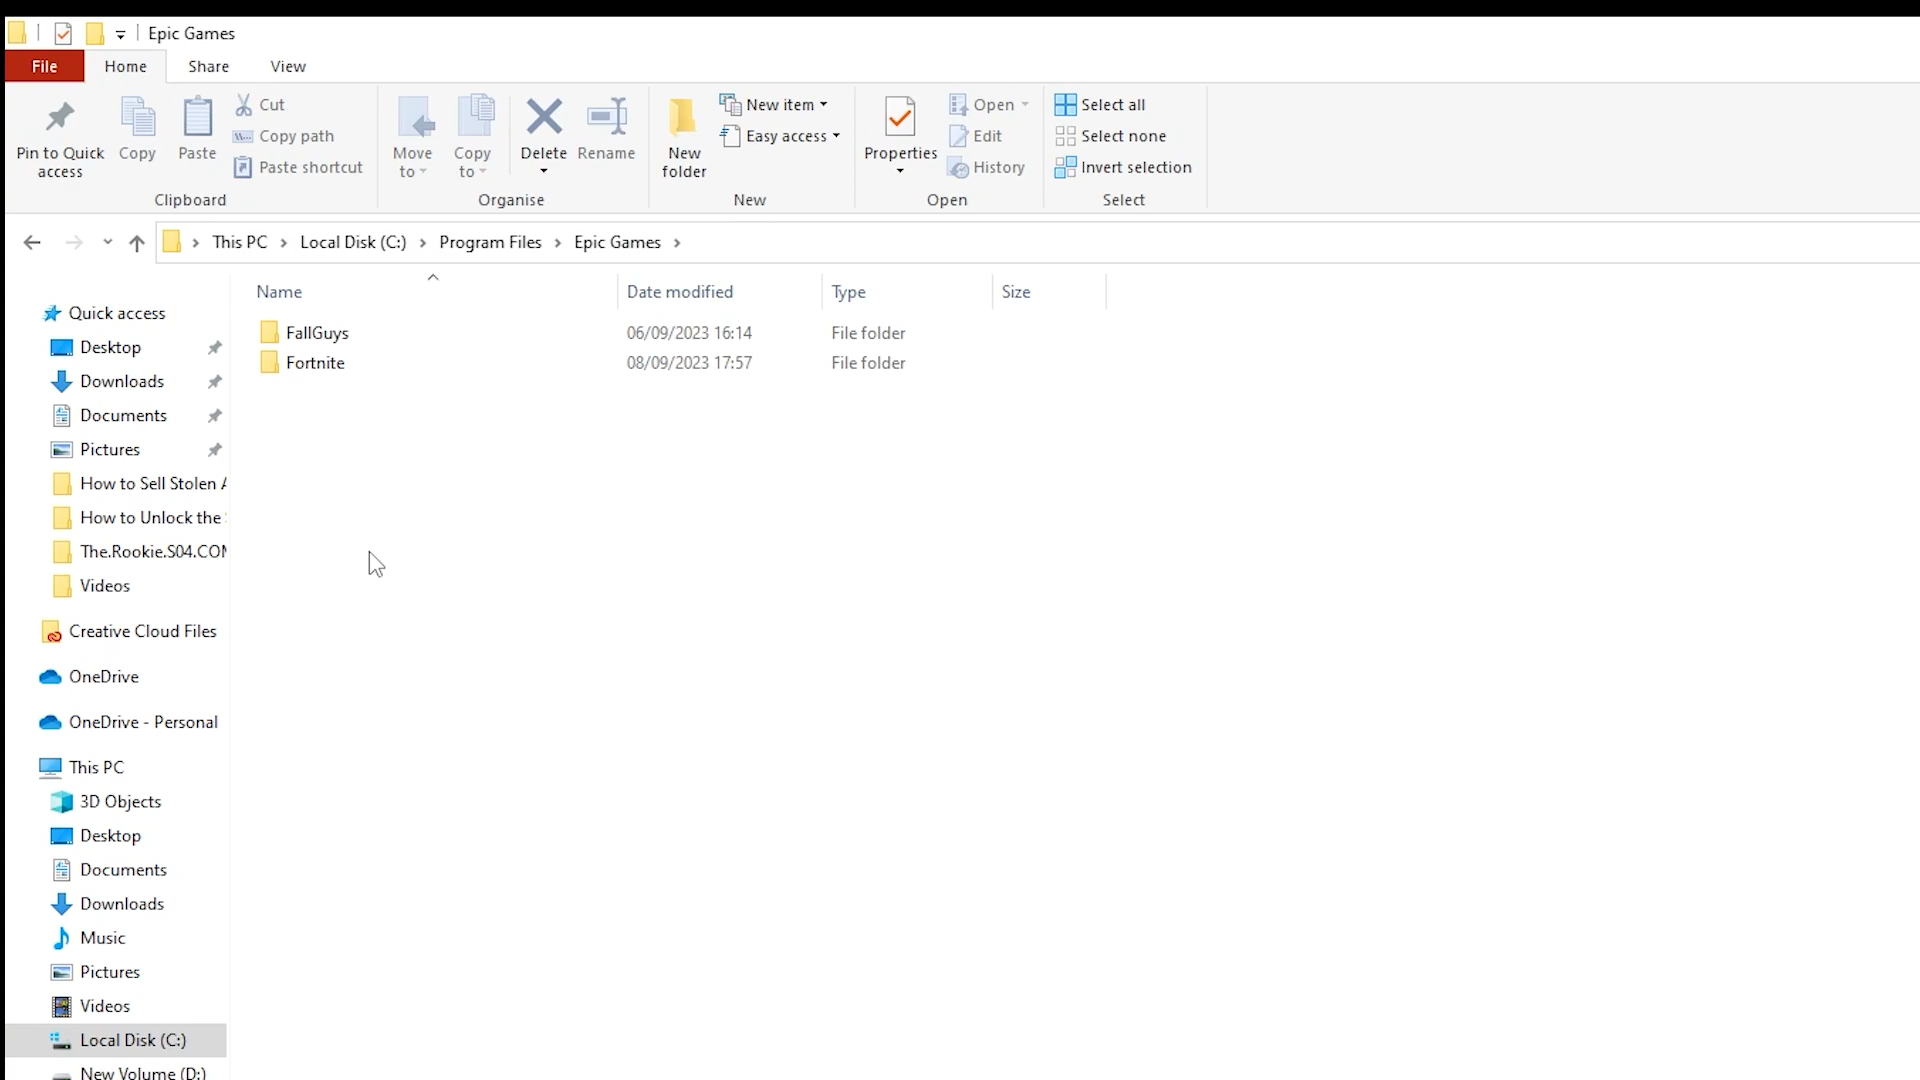 Epic Games
File Home Share View
Pin to Quick access
Copy
Paste
Cut
Copy path
Paste shortcut
Clipboard
Move to
Copy to
Delete
Rename
Organise
New folder
New item
Easy access
New
Properties
Open
Edit
History
Open
Select all
Select none
Invert selection
Select
This PC > Local Disk (C:) > Program Files > Epic Games >
Name Date modified Type Size
FallGuys 06/09/2023 16:14 File folder
Fortnite 08/09/2023 17:57 File folder
Quick access
Desktop
Downloads
Documents
Pictures
How to Sell Stolen
How to Unlock the
The.Rookie.S04.COM
Videos
Creative Cloud Files
OneDrive
OneDrive - Personal
This PC
3D Objects
Desktop
Documents
Downloads
Music
Pictures
Videos
Local Disk (C:)
New Volume (D:)